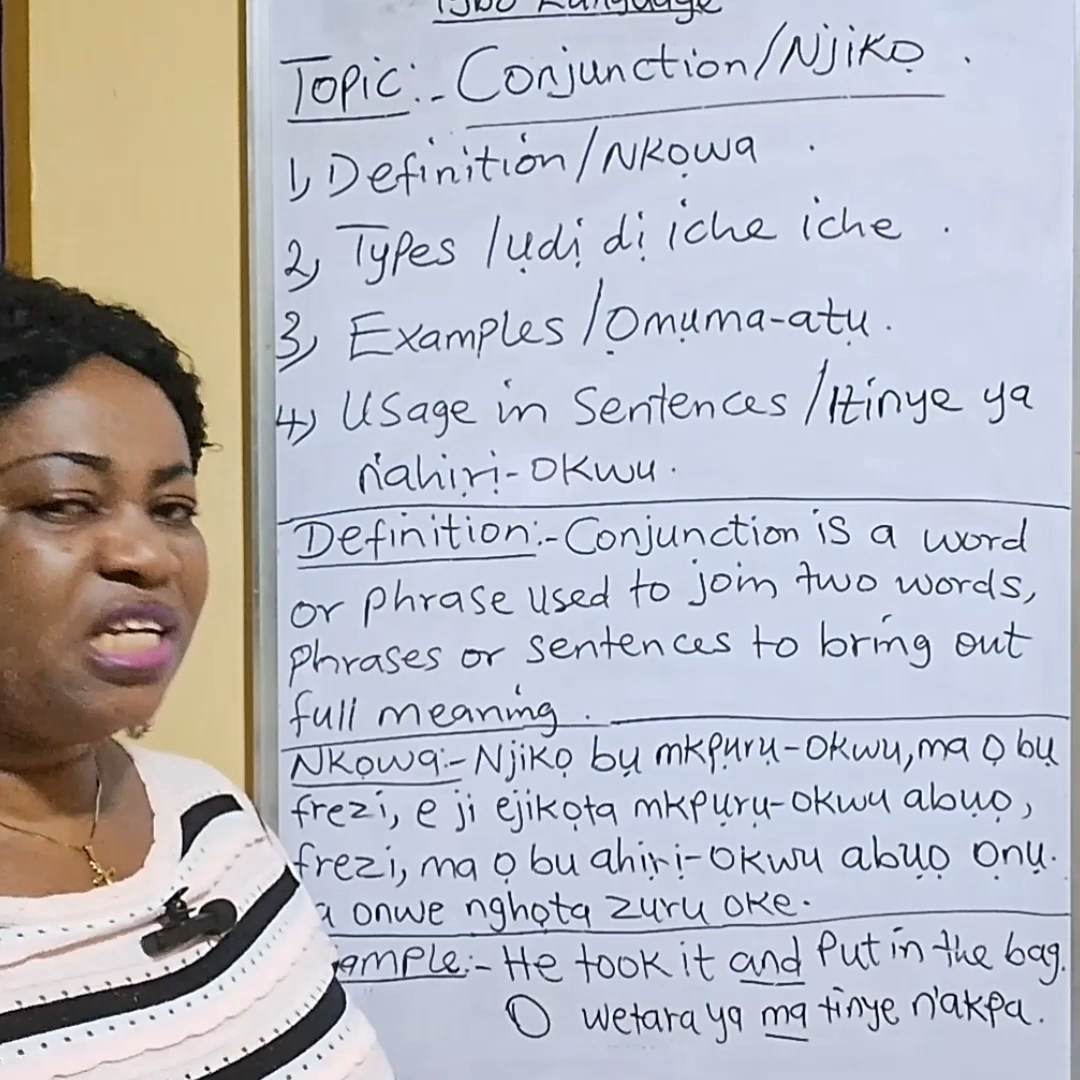 Igbo Language
Topic:- Conjunction/Njikọ.
1, Definition/Nkọwa.
2, Types/ụdị dị iche iche.
3, Examples/Ọmụma-atụ.
4, Usage in Sentences/Itinye ya
n'ahịrị-okwu.
Definition:- Conjunction is a word
or phrase used to join two words,
phrases or sentences to bring out
full meaning.
Nkọwa:- Njikọ bụ mkpụrụ-okwu, ma ọ bụ
frezi, e ji ejikọta mkpụrụ-okwu abụọ,
frezi, ma ọ bu ahịrị-okwu abụọ ọnụ.
onwe nghọta zuru oke.
He took it and Put in the bag.
O wetara ya ma tinye n'akpa.